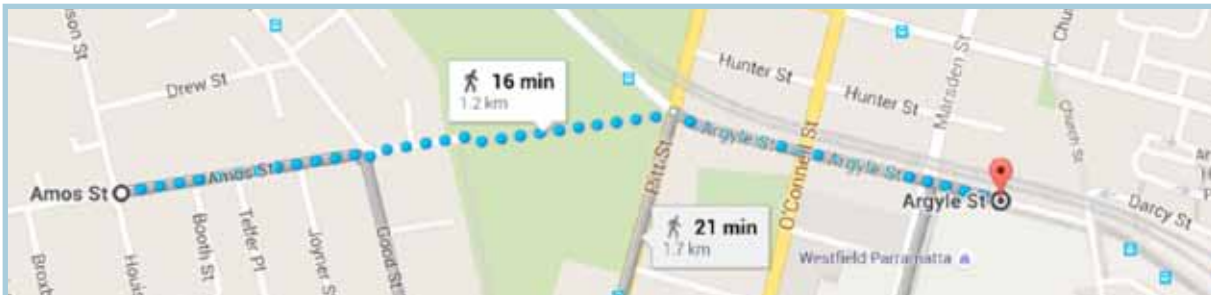 Drew St
16 min
1.2 km
Hunter St
Hunter St
Marsden St
church St
Argyle St
Argyle St
O'Connell St
Pitt St
Amos St
Amos St
Argyle St
Darcy St
Booth St
Telfer Pl
Joyner St
Good St
21 min
1.7 km
Westfield Parramatta